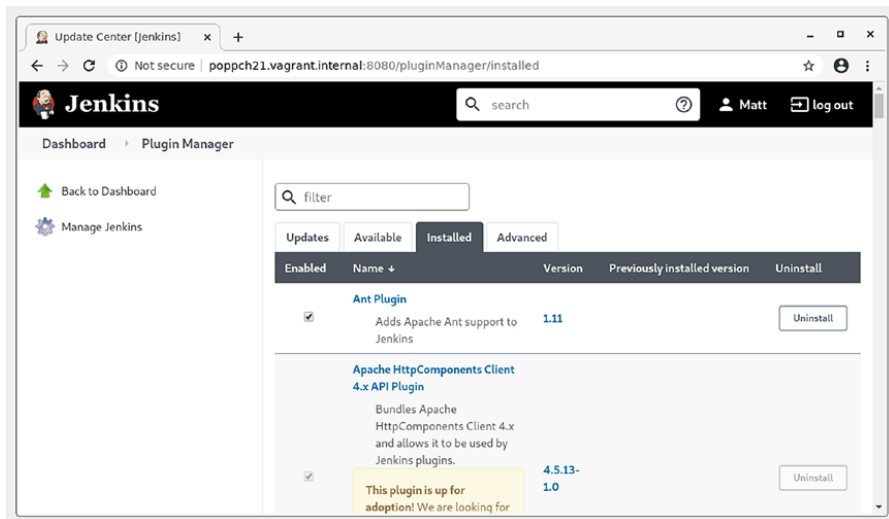 Update Center [Jenkins] x +
Not secure | poppch21.vagrant.internal:8080/pluginManager/installed
Jenkins
search
Matt
log out
Dashboard
Plugin Manager
Back to Dashboard
filter
Manage Jenkins
Updates Available Installed Advanced
Enabled Name ↓ Version Previously installed version Uninstall
Ant Plugin
Adds Apache Ant support to
Jenkins
1.11
Uninstall
Apache HttpComponents Client
4.x API Plugin
Bundles Apache
HttpComponents Client 4.x
and allows it to be used by
Jenkins plugins.
4.5.13-
1.0
Uninstall
This plugin is up for
adoption! We are looking for